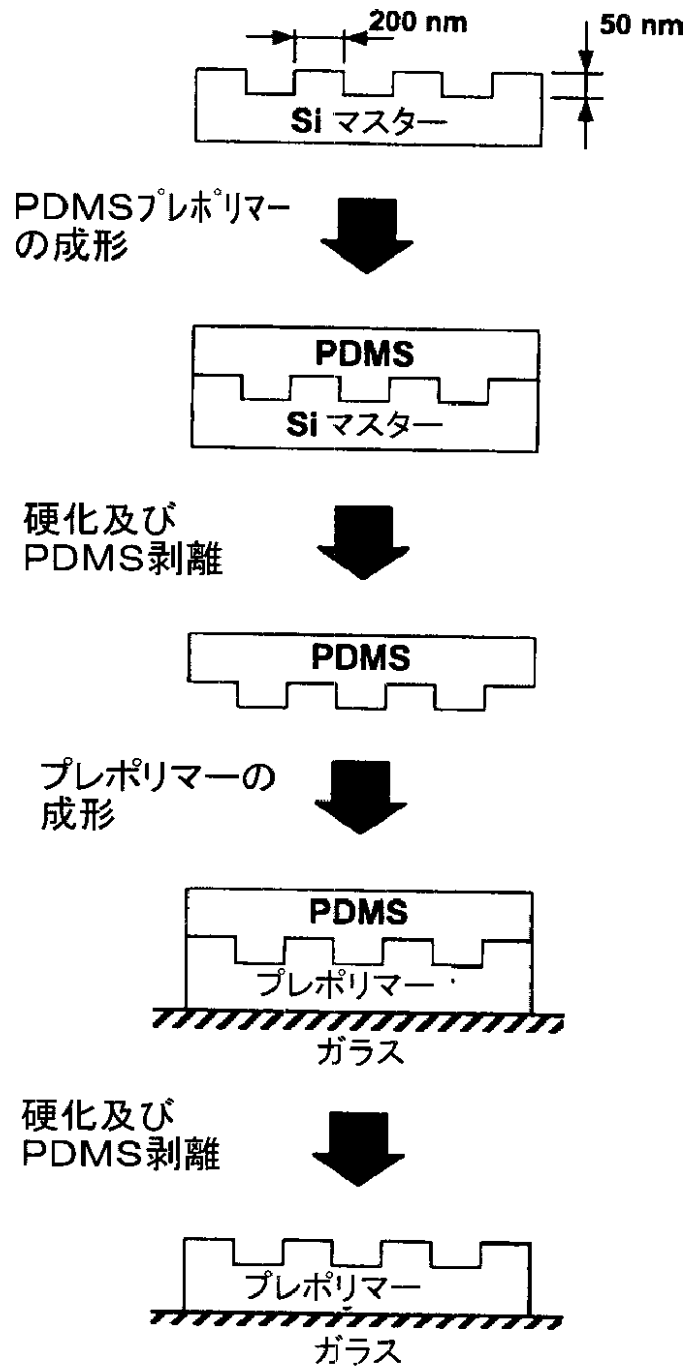 200 nm
50 nm
Si マスター
PDMSプレポリマー
の成形
PDMS
Si マスター
硬化及び
PDMS剥離
PDMS
プレポリマーの
成形
PDMS
プレポリマー
ガラス
硬化及び
PDMS剥離
プレポリマー
ガラス